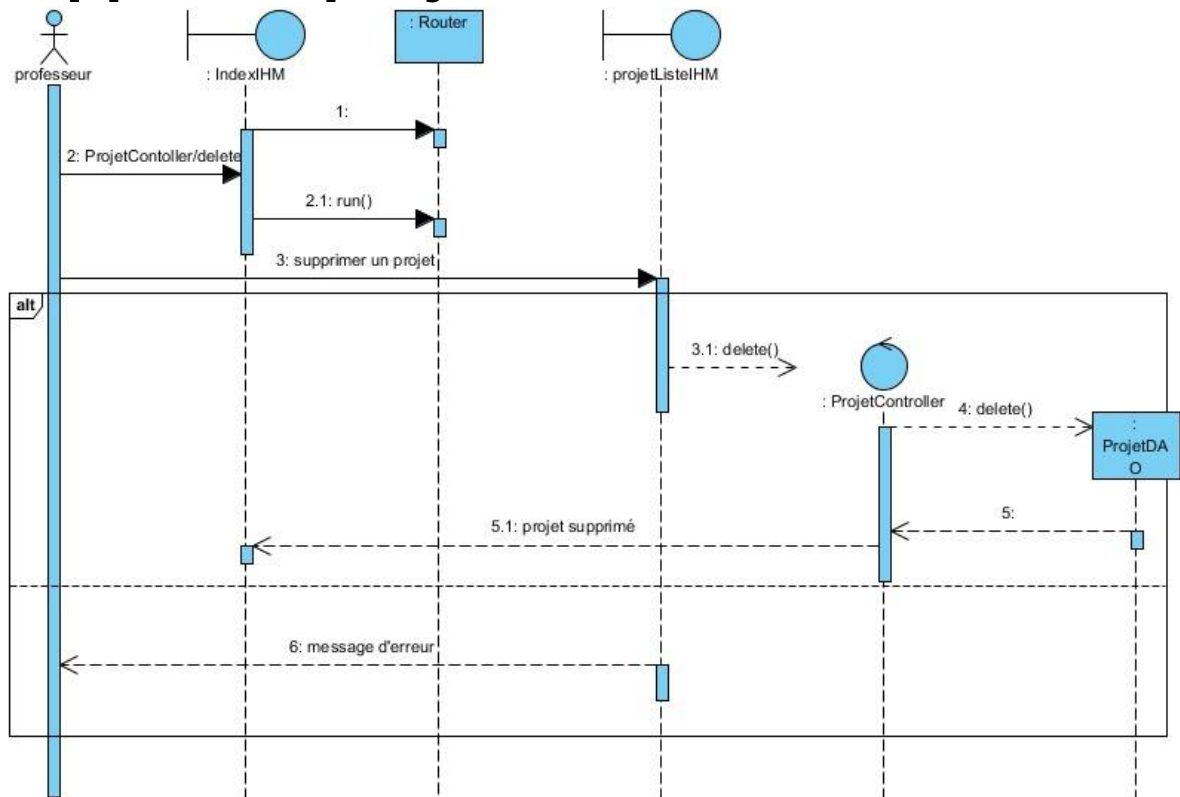 : Router
professeur
: IndexIHM
: projetListeIHM
1:
2: ProjetContoller/delete
2.1: run()
3: supprimer un projet
alt
3.1: delete()
: ProjetController
4: delete()
:
ProjetDA
O
5:
5.1: projet supprimé
6: message d'erreur